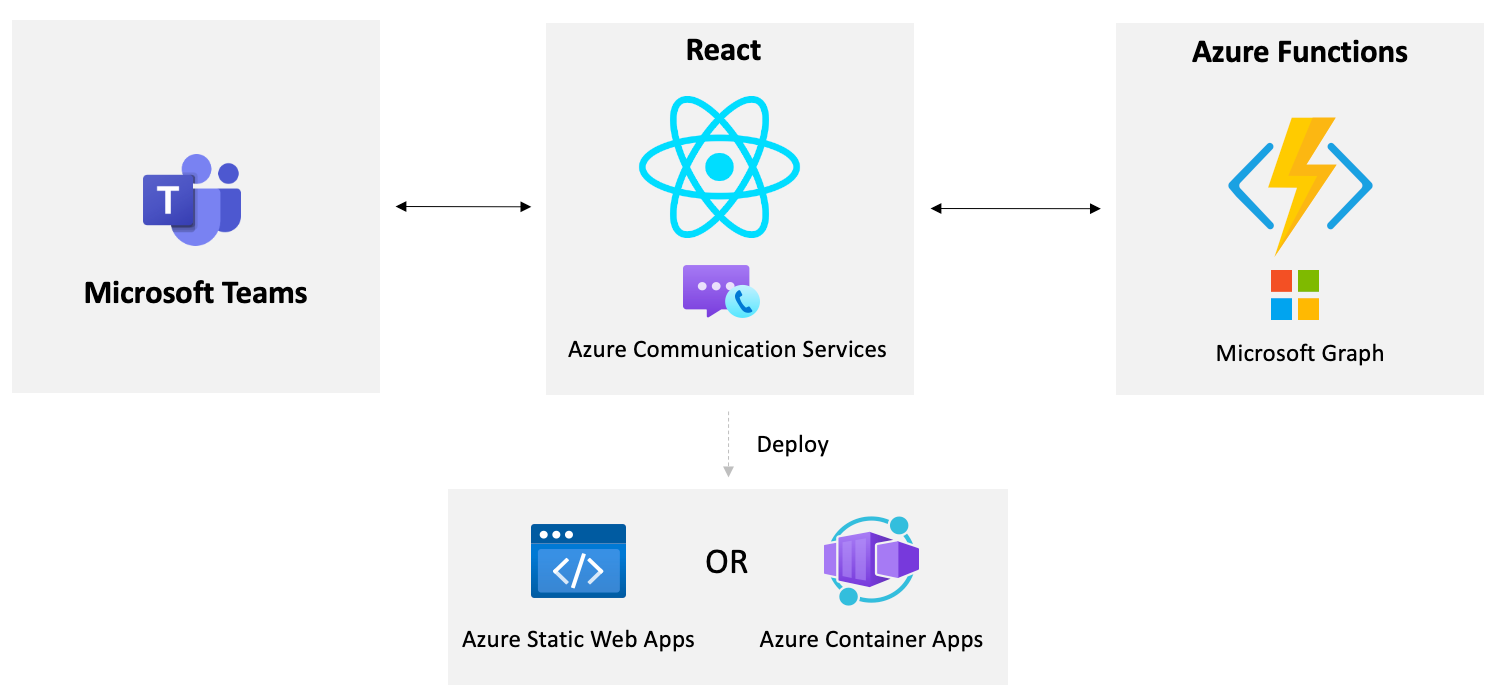 React
Azure Functions
T
Microsoft Teams
Azure Communication Services
Microsoft Graph
Deploy
OR
Azure Static Web Apps
Azure Container Apps